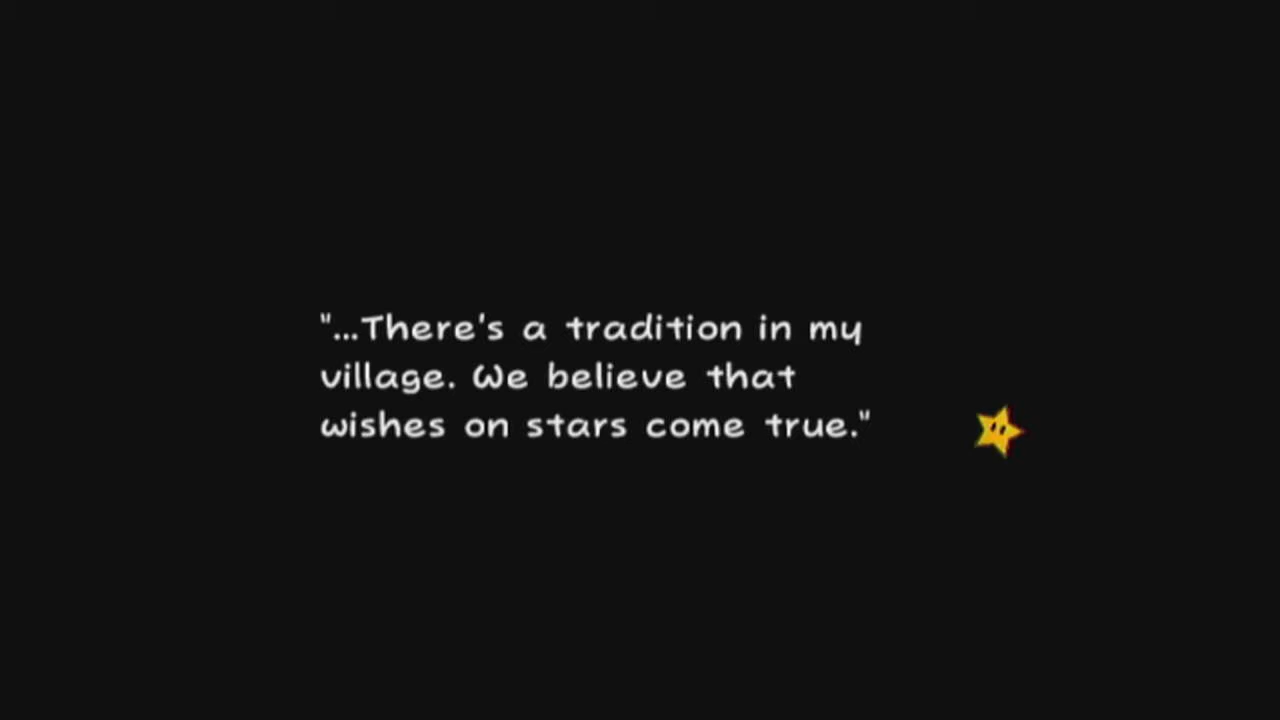 "...There's a tradition in my
village. We believe that
wishes on stars come true."